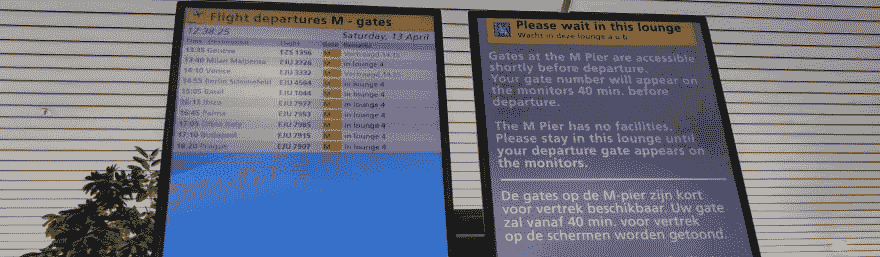 Flight departures M - gates
12:38:25 Saturday, 13 April
Time Destination Flight Gate Remarks
13:35 Geneve EZS 1356 M
13:40 Milan Malpensa EJU 2726 M in lounge 4
14:10 Venice EJU 3332 M
14:55 Berlin Schönefeld EJU 4564 M in lounge 4
15:05 Basel EJU 1044 M in lounge 4
16:15 Ibiza EJU 7977 M in lounge 4
16:45 Palma EJU 7953 M in lounge 4
17:05 EJU 7985 M in lounge 4
17:10 Budapest EJU 7915 M in lounge 4
18:20 Prague EJU 7907 M in lounge 4
Please wait in this lounge
Wacht in deze lounge a.u.b.
Gates at the M Pier are accessible
shortly before departure.
Your gate number will appear on
the monitors 40 min. before
departure.
The M Pier has no facilities.
Please stay in this lounge until
your departure gate appears on
the monitors.
De gates op de M-pier zijn kort
voor vertrek beschikbaar. Uw gate
zal vanaf 40 min. voor vertrek
op de schermen worden getoond.